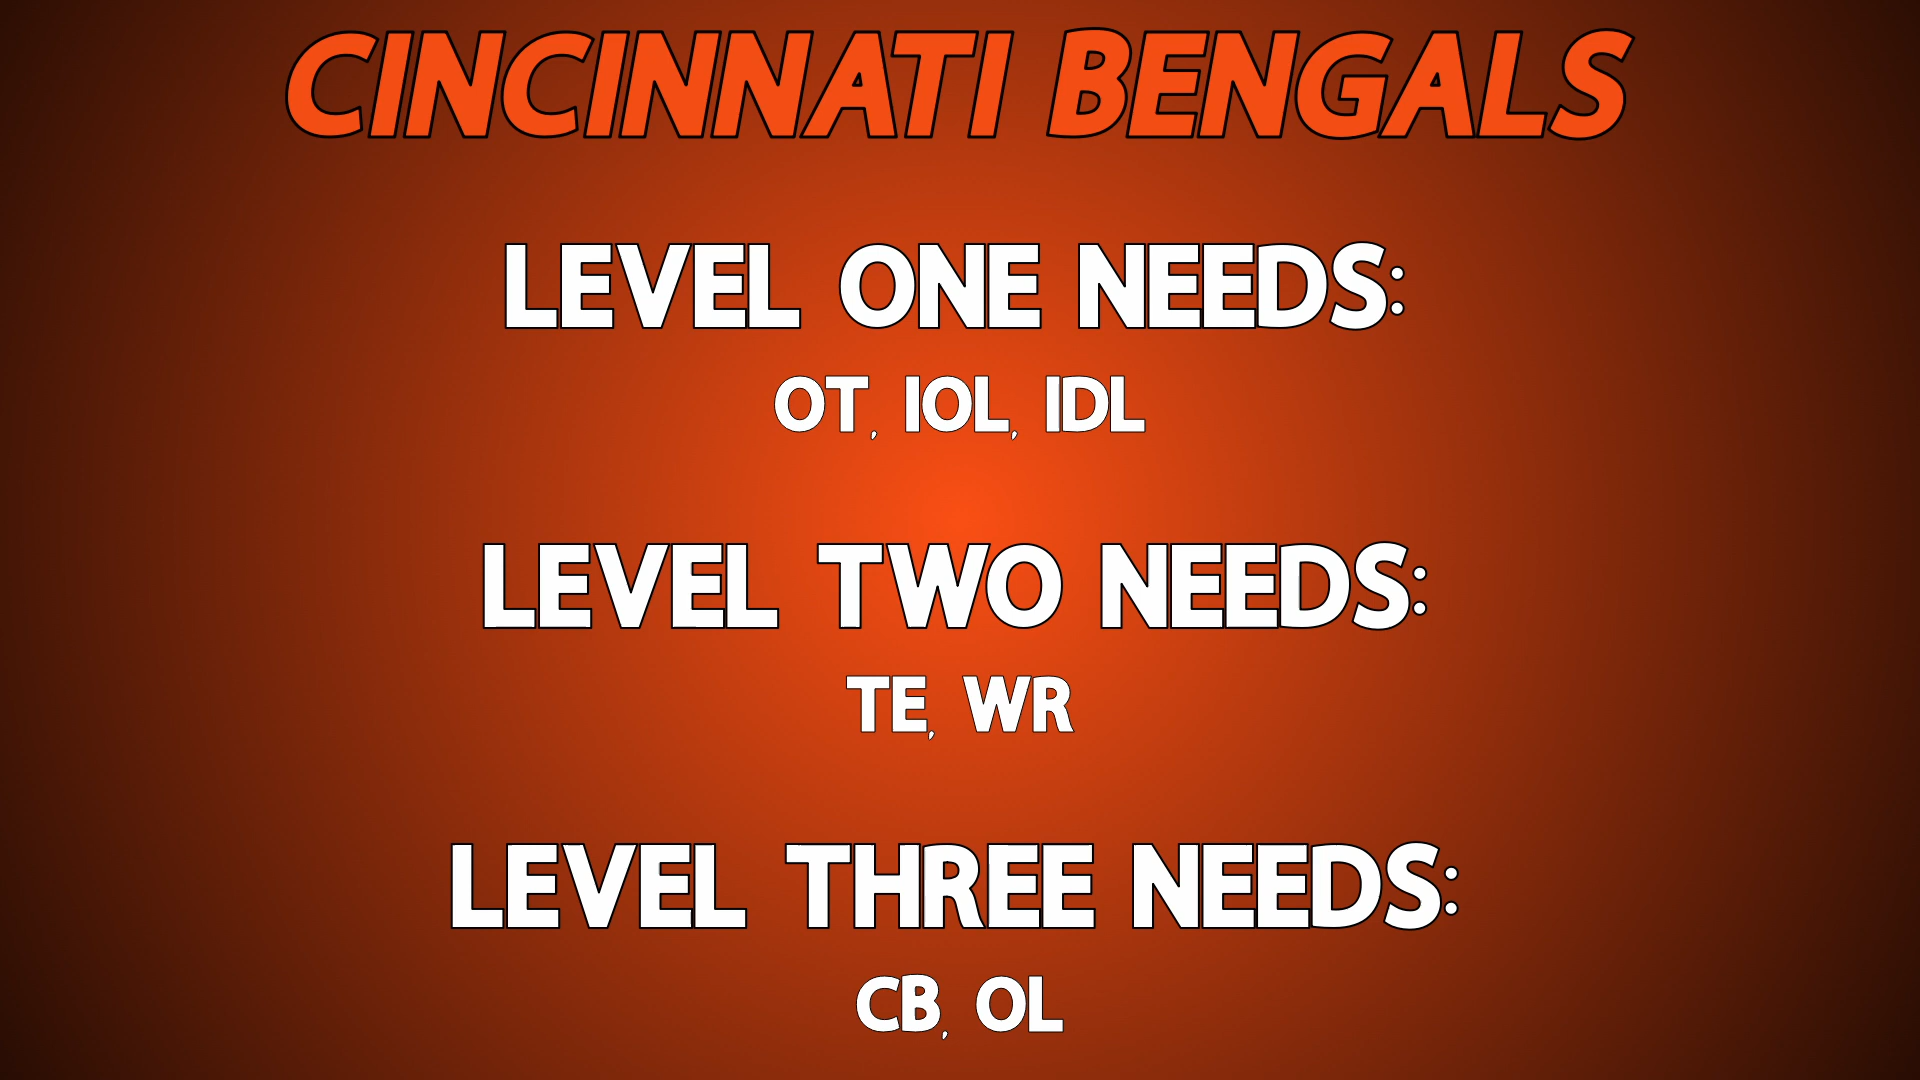 CINCINNATI BENGALS
LEVEL ONE NEEDS:
OT, IOL, IDL
LEVEL TWO NEEDS:
TE, WR
LEVEL THREE NEEDS:
CB, OL